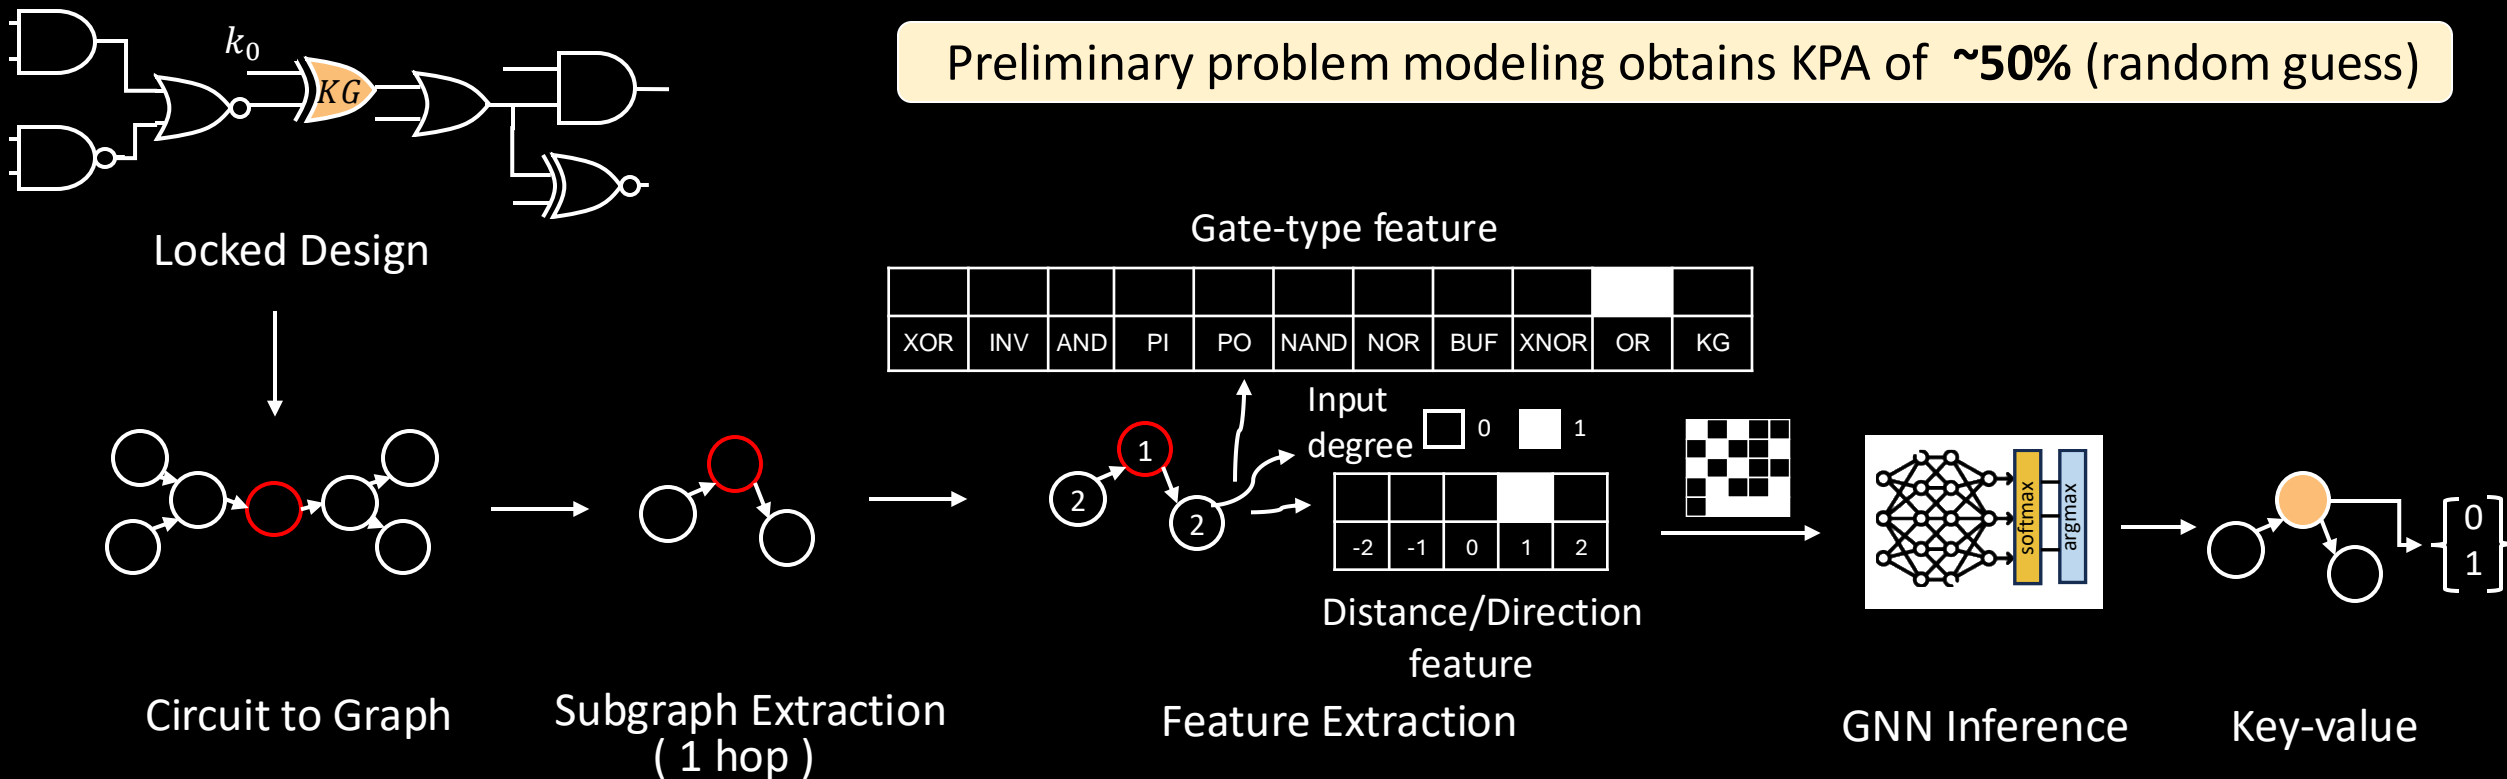 Preliminary problem modeling obtains KPA of ~50% (random guess)
k0
KG
Locked Design
Gate-type feature
XOR INV AND PI PO NAND NOR BUF XNOR OR KG
Input
degree
0 1
1
2
2
-2 -1 0 1 2
Distance/Direction
feature
softmax
argmax
0
1
Circuit to Graph
Subgraph Extraction
( 1 hop )
Feature Extraction
GNN Inference
Key-value